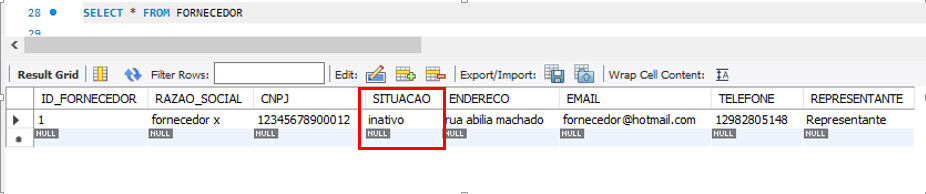 28 SELECT * FROM FORNECEDOR
29
Result Grid Filter Rows: Edit: Export/Import: Wrap Cell Content: IA
ID_FORNECEDOR RAZAO_SOCIAL CNPJ SITUACAO ENDERECO EMAIL TELEFONE REPRESENTANTE
1 fornecedor x 12345678900012 inativo rua abilia machado fornecedor@hotmail.com 12982805148 Representante
NULL NULL NULL NULL NULL NULL NULL NULL